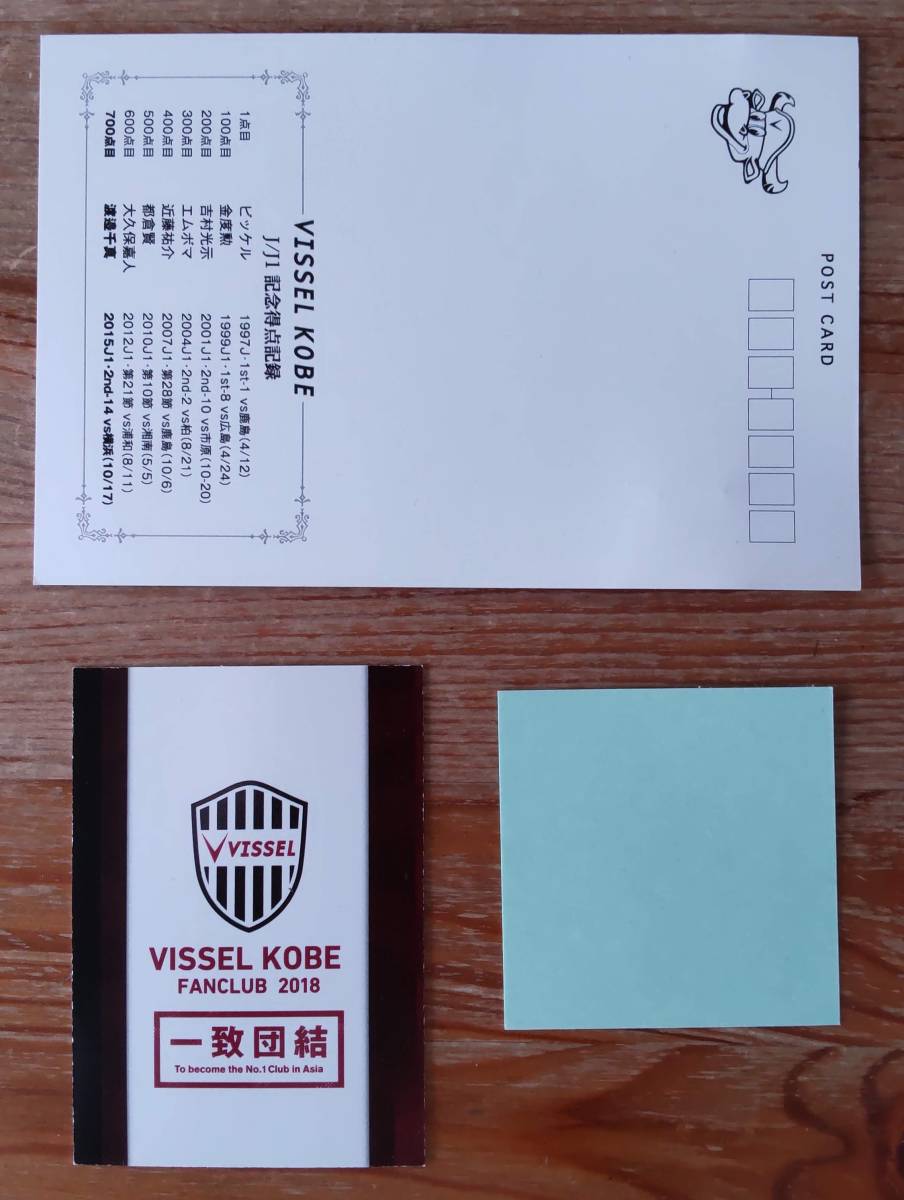 POST CARD
VISSEL KOBE
J/J1 記念得点記録
1点目 ビッケル 1997J・1st-1 vs鹿島(4/12)
100点目 金度勲 1999J1・1st-8 vs広島(4/24)
200点目 吉村光示 2001J1・2nd-10 vs市原(10-20)
300点目 エムボマ 2004J1・2nd-2 vs柏(8/21)
400点目 近藤祐介 2007J1・第28節 vs鹿島(10/6)
500点目 都倉賢 2010J1・第10節 vs湘南(5/5)
600点目 大久保嘉人 2012J1・第21節 vs浦和(8/11)
700点目 渡邉千真 2015J1・2nd-14 vs横浜(10/17)
VISSEL
VISSEL KOBE
FANCLUB 2018
一致団結
To become the No.1 Club in Asia